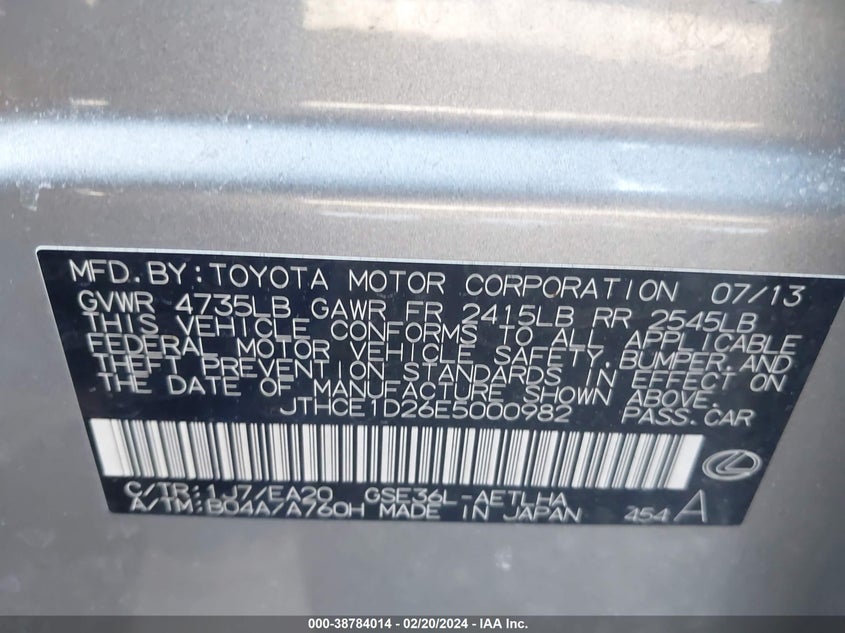 MFD.BY:TOYOTA MOTOR CORPORATION 07/13
GVWR 4735LB GAWR FR 2415LB RR 2545LB
THIS VEHICLE CONFORMS TO ALL APPLICABLE
FEDERAL MOTOR VEHICLE SAFETY, BUMPER, AND
THEFT PREVENTION STANDARDS IN EFFECT ON
THE DATE OF MANUFACTURE SHOWN ABOVE.
JTHCE1D26E5000982 PASS.CAR
C/TR:1J7/EA20 GSE36L-AETLHA
A/TM:B04A/A760H MADE IN JAPAN 454 A
000-38784014 - 02/20/2024 - IAA Inc.